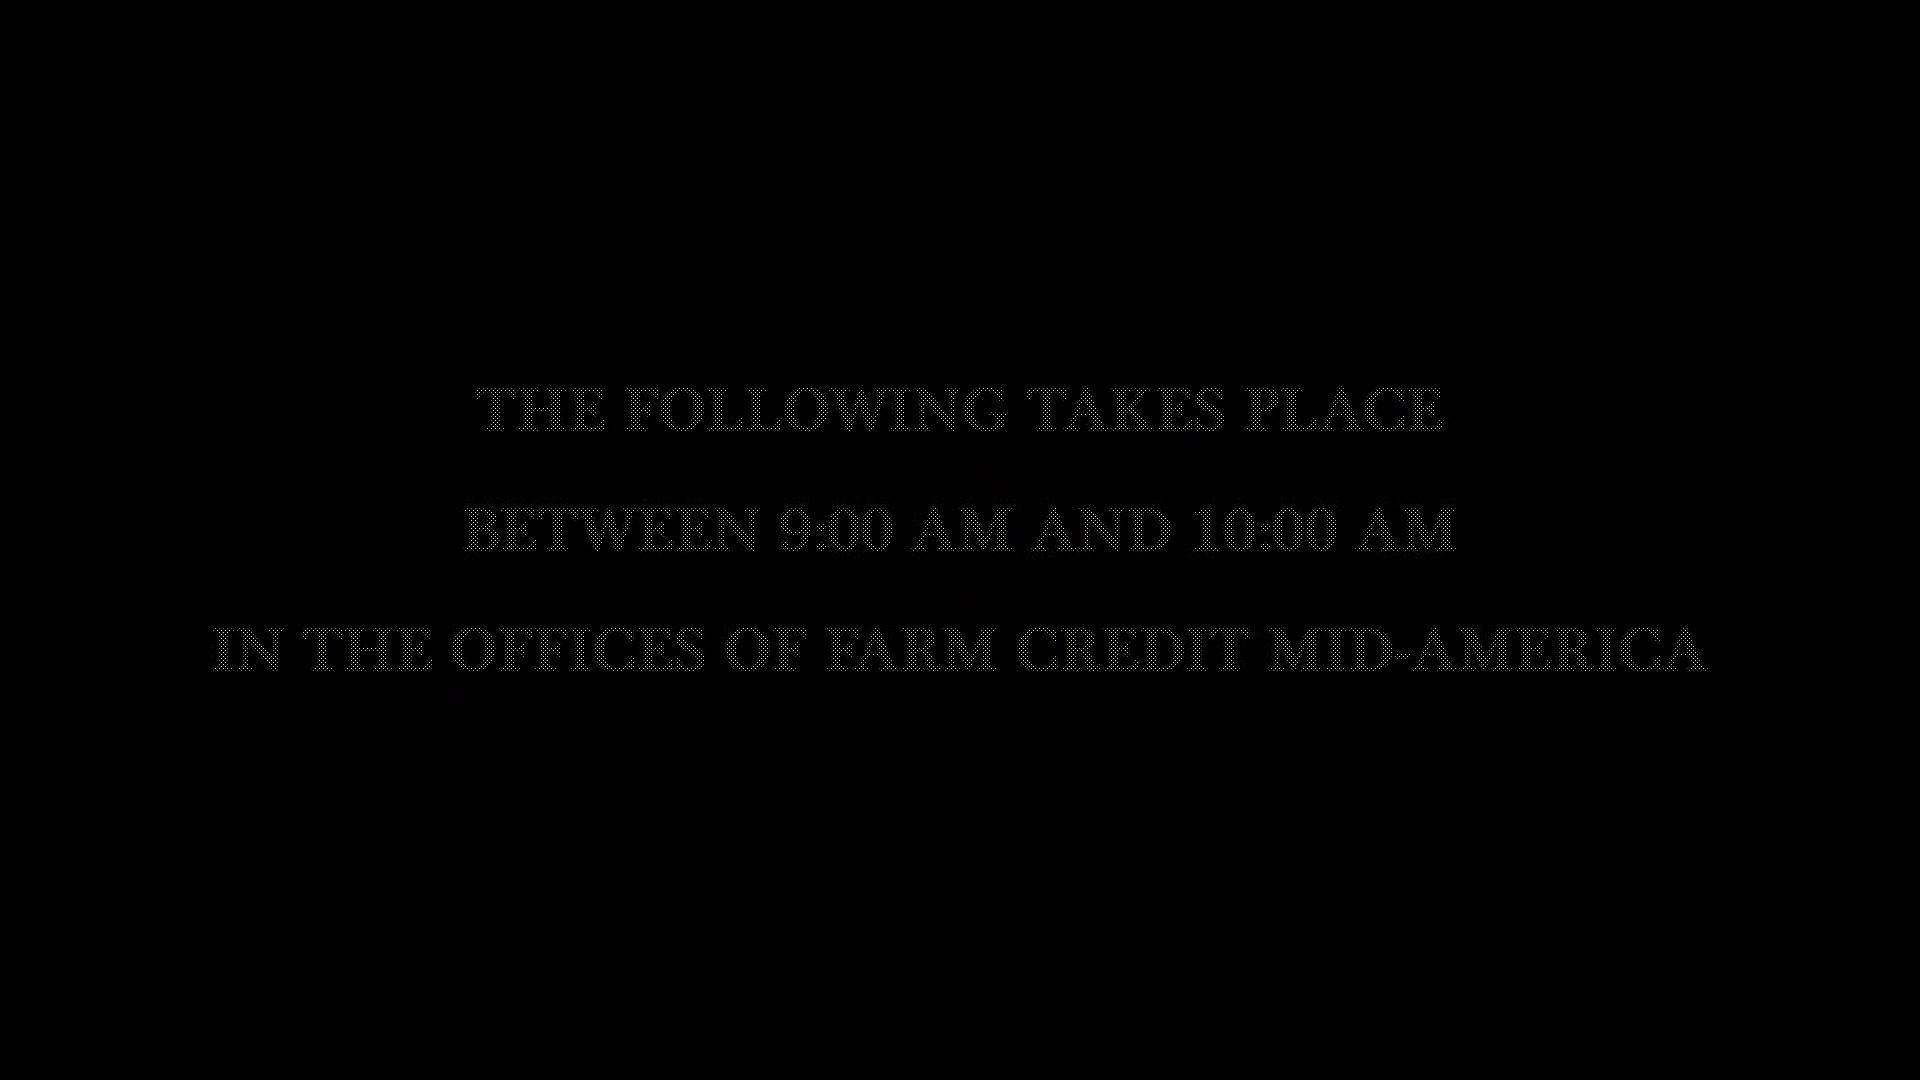 THE FOLLOWING TAKES PLACE
BETWEEN 9:00 AM AND 10:00 AM
IN THE OFFICES OF FARM CREDIT MID-AMERICA